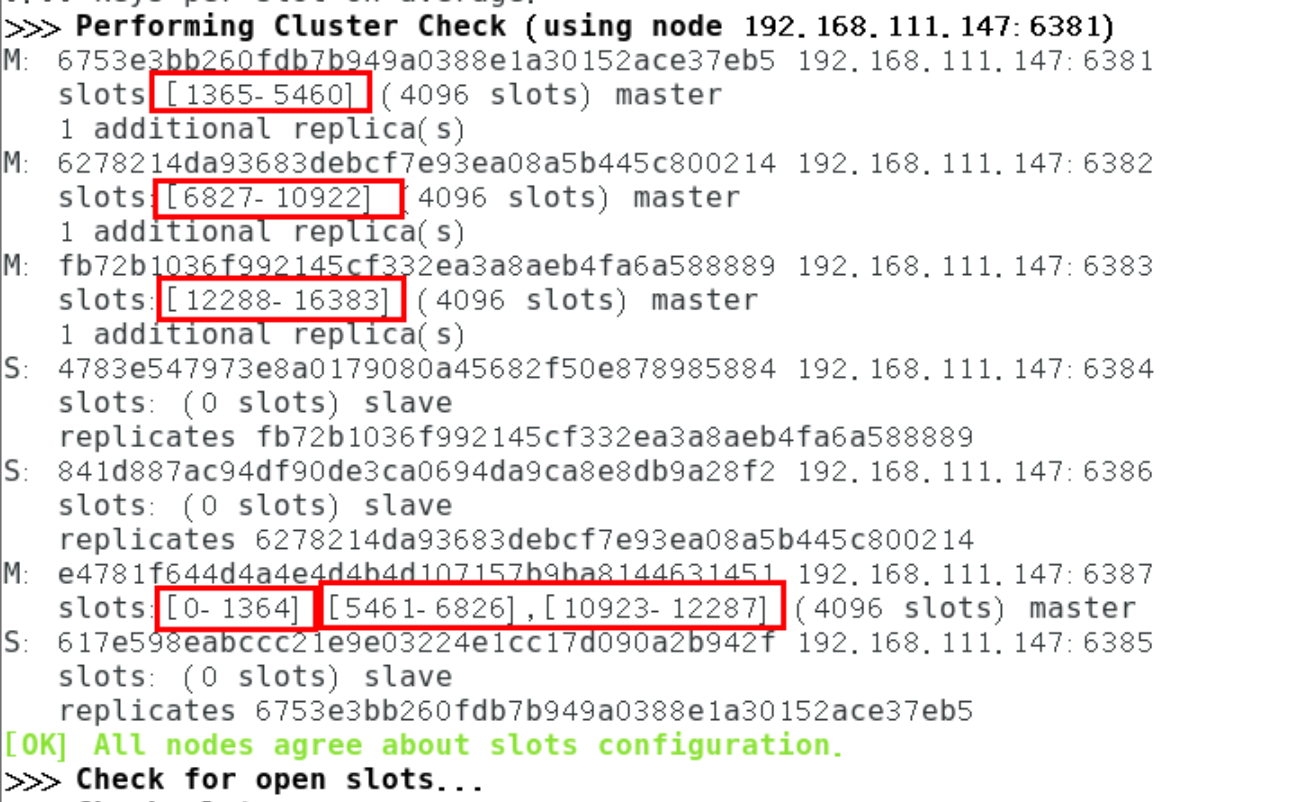 .... keys per slot on average.
>>> Performing Cluster Check (using node 192.168.111.147:6381)
M: 6753e3bb260fdb7b949a0388e1a30152ace37eb5 192.168.111.147:6381
slots:[1365-5460] (4096 slots) master
1 additional replica(s)
M: 6278214da93683debcf7e93ea08a5b445c800214 192.168.111.147:6382
slots:[6827-10922] (4096 slots) master
1 additional replica(s)
M: fb72b1036f992145cf332ea3a8aeb4fa6a588889 192.168.111.147:6383
slots:[12288-16383] (4096 slots) master
1 additional replica(s)
S: 4783e547973e8a0179080a45682f50e878985884 192.168.111.147:6384
slots: (0 slots) slave
replicates fb72b1036f992145cf332ea3a8aeb4fa6a588889
S: 841d887ac94df90de3ca0694da9ca8e8db9a28f2 192.168.111.147:6386
slots: (0 slots) slave
replicates 6278214da93683debcf7e93ea08a5b445c800214
M: e4781f644d4a4e4d4b4d107157b9ba8144631451 192.168.111.147:6387
slots:[0-1364] [5461-6826],[10923-12287] (4096 slots) master
S: 617e598eabccc21e9e03224e1cc17d090a2b942f 192.168.111.147:6385
slots: (0 slots) slave
replicates 6753e3bb260fdb7b949a0388e1a30152ace37eb5
[OK] All nodes agree about slots configuration.
>>> Check for open slots...